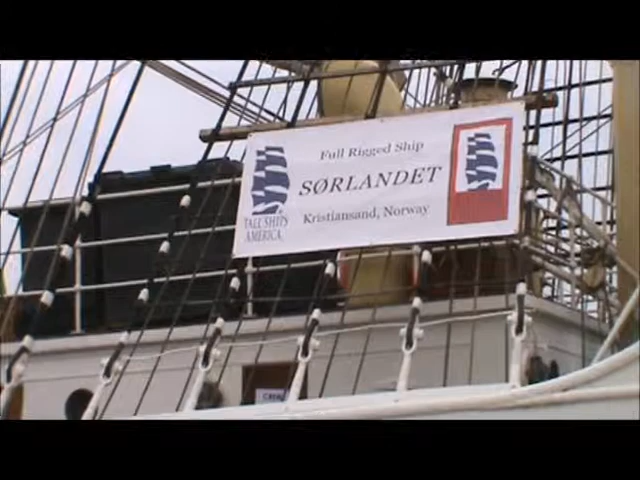 Full Rigged Ship
SØRLANDET
Kristiansand, Norway
TALL SHIPS
AMERICA